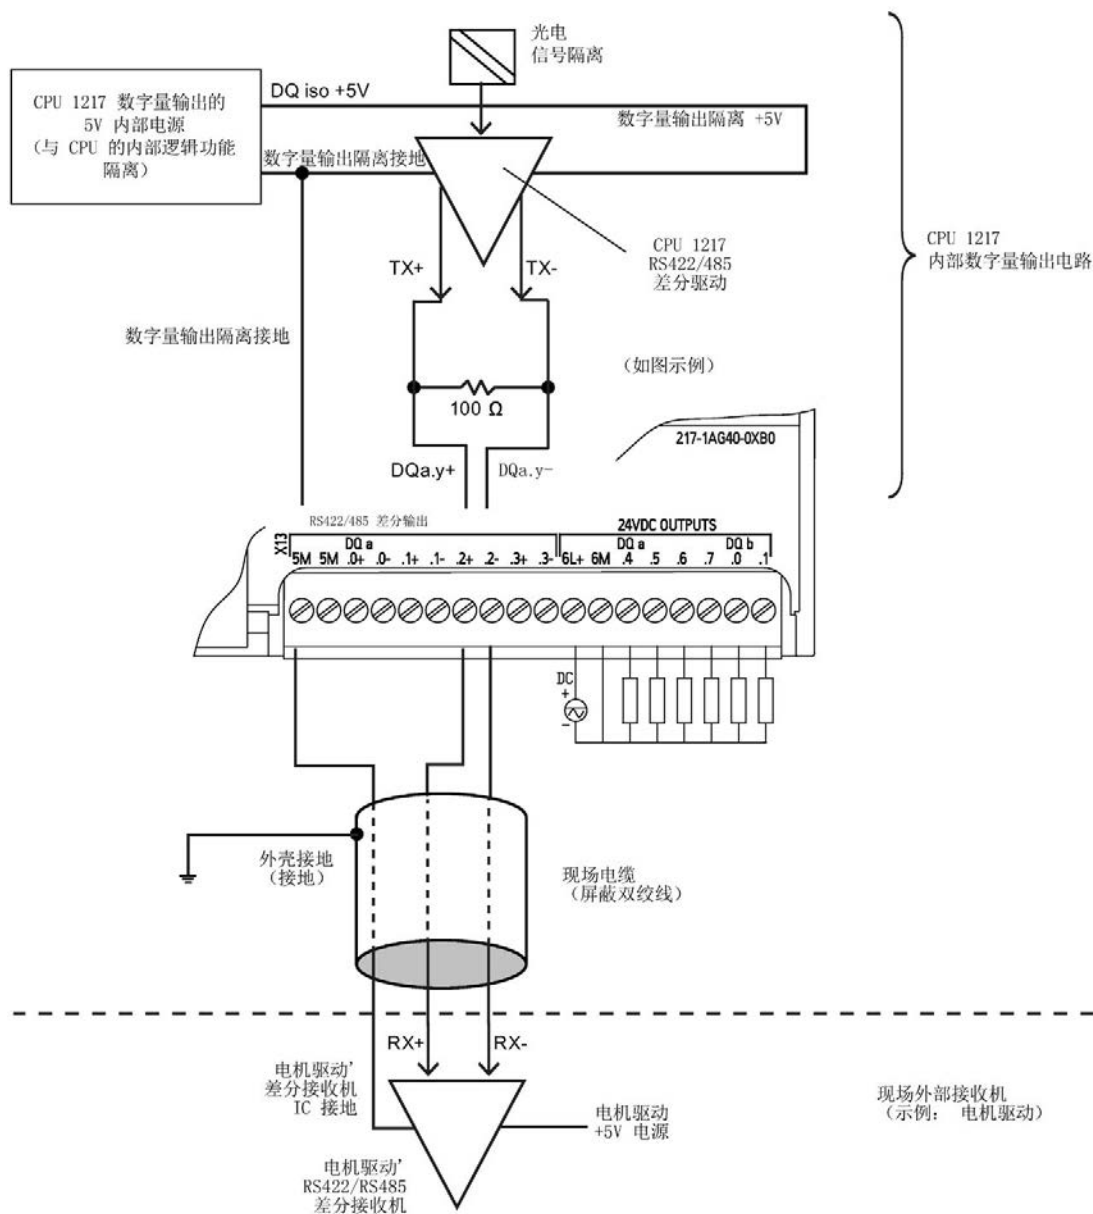 光电
信号隔离
CPU 1217 数字量输出的
5V 内部电源
(与 CPU 的内部逻辑功能
隔离)
DQ iso +5V
数字量输出隔离 +5V
数字量输出隔离接地
CPU 1217
RS422/485
差分驱动
CPU 1217
内部数字量输出电路
TX+
TX-
数字量输出隔离接地
(如图示例)
100 Ω
217-1AG40-0XB0
DQa.y+
DQa.y-
RS422/485 差分输出
24VDC OUTPUTS
X13
DQ a
DQ a
DQ b
5M 5M .0+ .0- .1+ .1- .2+ .2- .3+ .3- 6L+ 6M .4 .5 .6 .7 .0 .1
DC
+
-
外壳接地
(接地)
现场电缆
(屏蔽双绞线)
RX+
RX-
电机驱动'
差分接收机
IC 接地
电机驱动
+5V 电源
现场外部接收机
(示例: 电机驱动)
电机驱动'
RS422/RS485
差分接收机